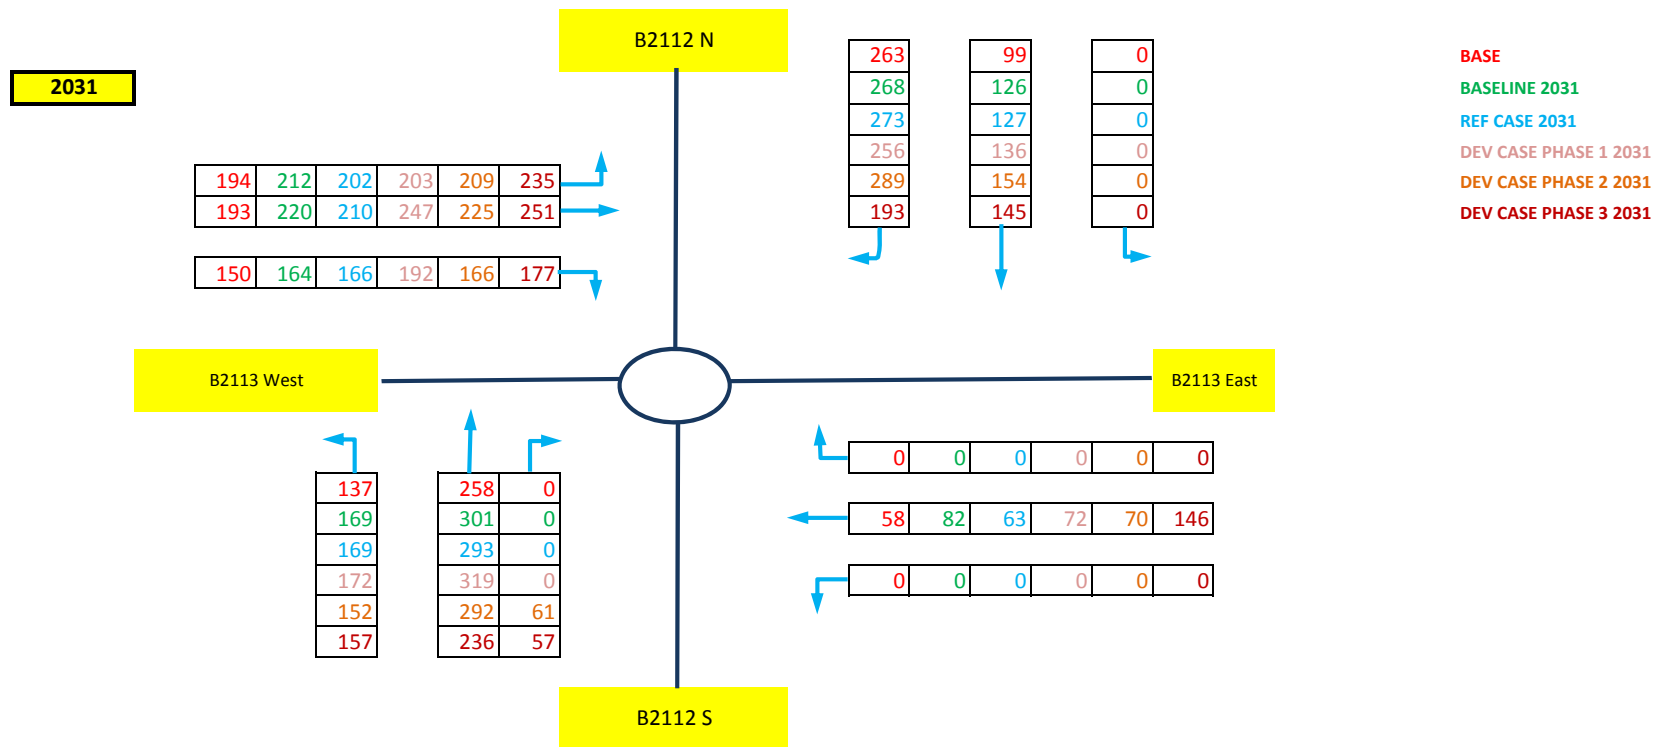 B2112 N
2031
263 99 0
268 126 0
273 127 0
256 136 0
289 154 0
193 145 0
BASE
BASELINE 2031
REF CASE 2031
DEV CASE PHASE 1 2031
DEV CASE PHASE 2 2031
DEV CASE PHASE 3 2031
194 212 202 203 209 235
193 220 210 247 225 251
150 164 166 192 166 177
B2113 West
B2113 East
137 258 0
169 301 0
169 293 0
172 319 0
152 292 61
157 236 57
0 0 0 0 0 0
58 82 63 72 70 146
0 0 0 0 0 0
B2112 S